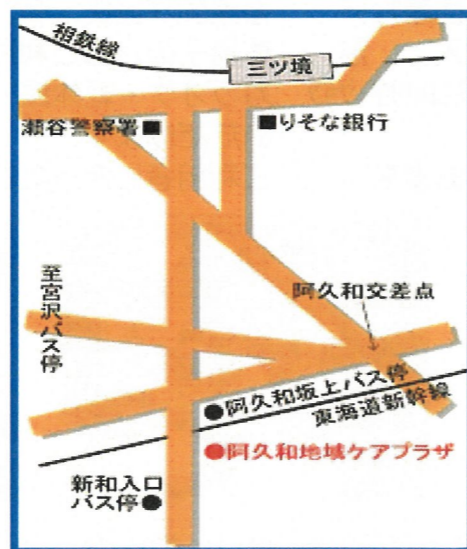 相鉄線
三ツ境
瀬谷警察署■
■りそな銀行
至宮沢バス停
阿久和交差点
●阿久和坂上バス停
東海道新幹線
●阿久和地域ケアプラザ
新和入口
バス停●